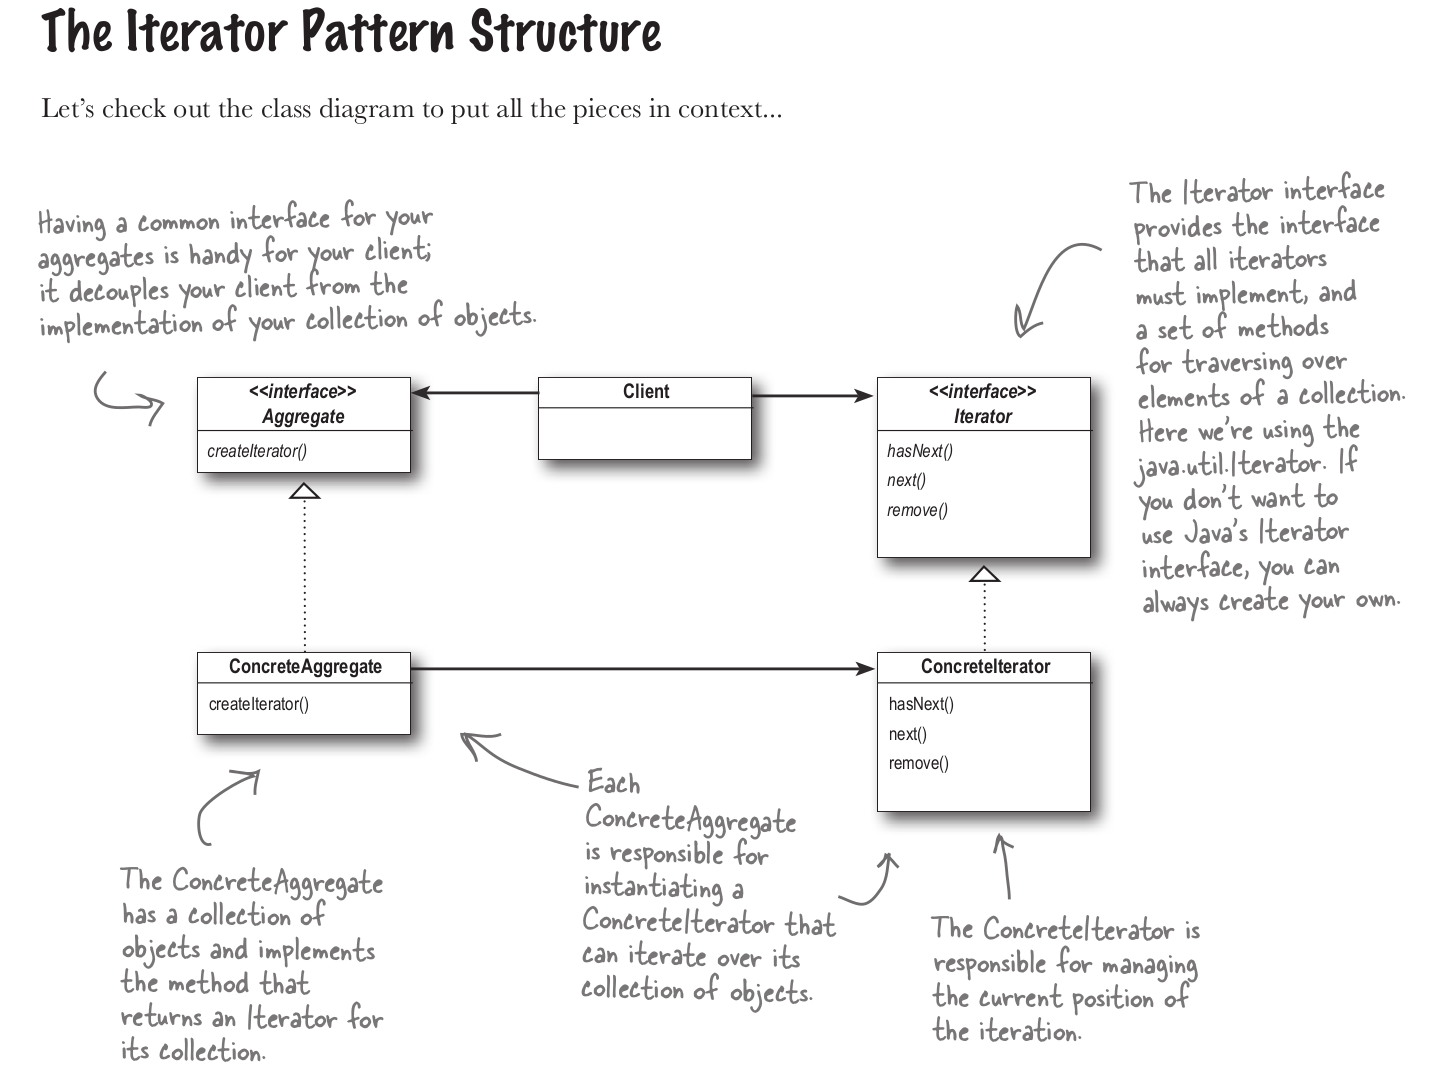 The Iterator Pattern Structure
Let's check out the class diagram to put all the pieces in context...
Having a common interface for your
aggregates is handy for your client;
it decouples your client from the
implementation of your collection of objects.
The Iterator interface
provides the interface
that all iterators
must implement, and
a set of methods
for traversing over
elements of a collection.
Here we're using the
java.util.Iterator. If
you don't want to
use Java's Iterator
interface, you can
always create your own.
<<interface>>
Aggregate
createIterator()
Client
<<interface>>
Iterator
hasNext()
next()
remove()
ConcreteAggregate
createIterator()
ConcreteIterator
hasNext()
next()
remove()
The ConcreteAggregate
has a collection of
objects and implements
the method that
returns an Iterator for
its collection.
Each
ConcreteAggregate
is responsible for
instantiating a
ConcreteIterator that
can iterate over its
collection of objects.
The ConcreteIterator is
responsible for managing
the current position of
the iteration.